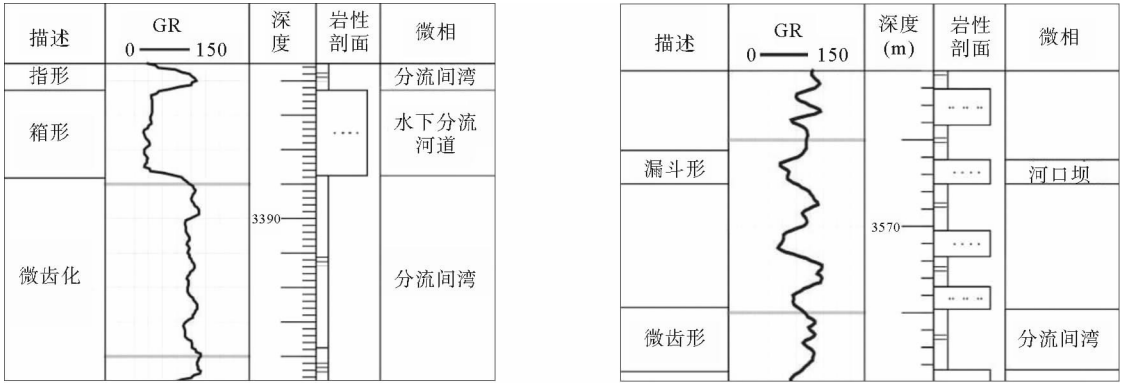 描述
GR
0 150
深
度
岩性
剖面
微相
指形
分流间湾
箱形
水下分流
河道
3390
微齿化
分流间湾
描述
GR
0 150
深度
(m)
岩性
剖面
微相
漏斗形
河口坝
3570
微齿形
分流间湾